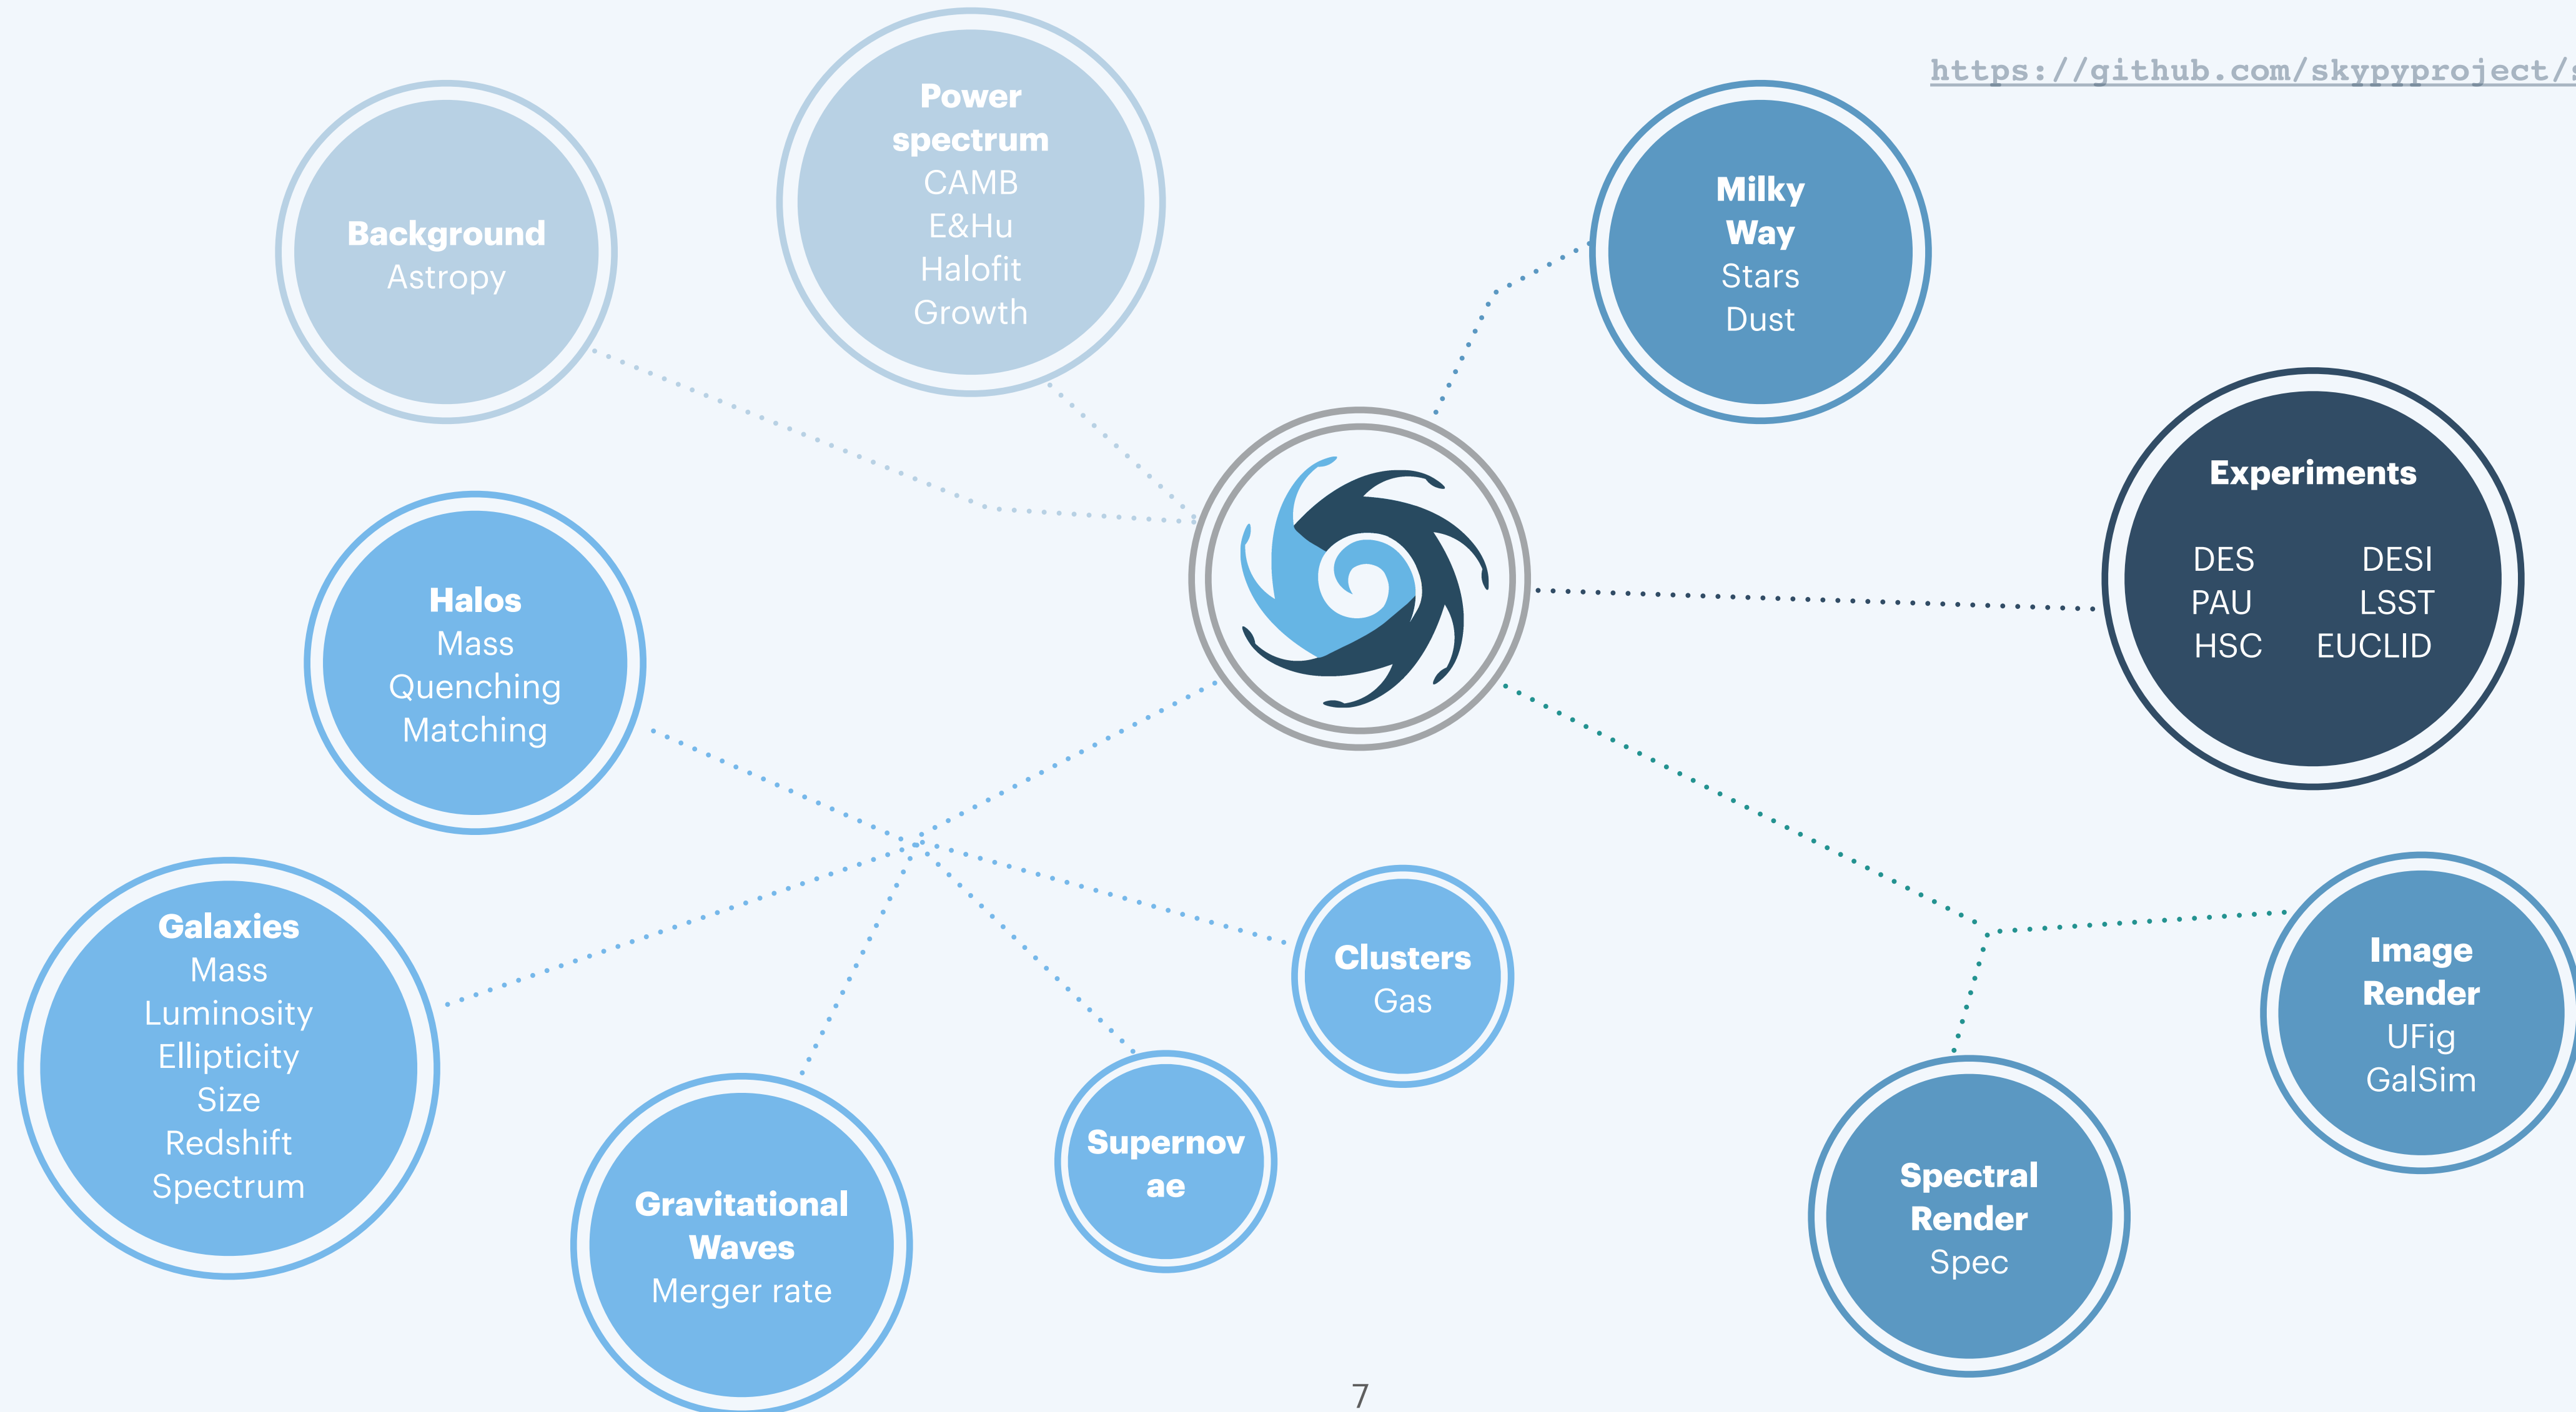 https://github.com/skypyproject/s
Background
Astropy
Power
spectrum
CAMB
E&Hu
Halofit
Growth
Milky
Way
Stars
Dust
Experiments
DES DESI
PAU LSST
HSC EUCLID
Halos
Mass
Quenching
Matching
Galaxies
Mass
Luminosity
Ellipticity
Size
Redshift
Spectrum
Gravitational
Waves
Merger rate
Supernov
ae
Clusters
Gas
Spectral
Render
Spec
Image
Render
UFig
GalSim
7